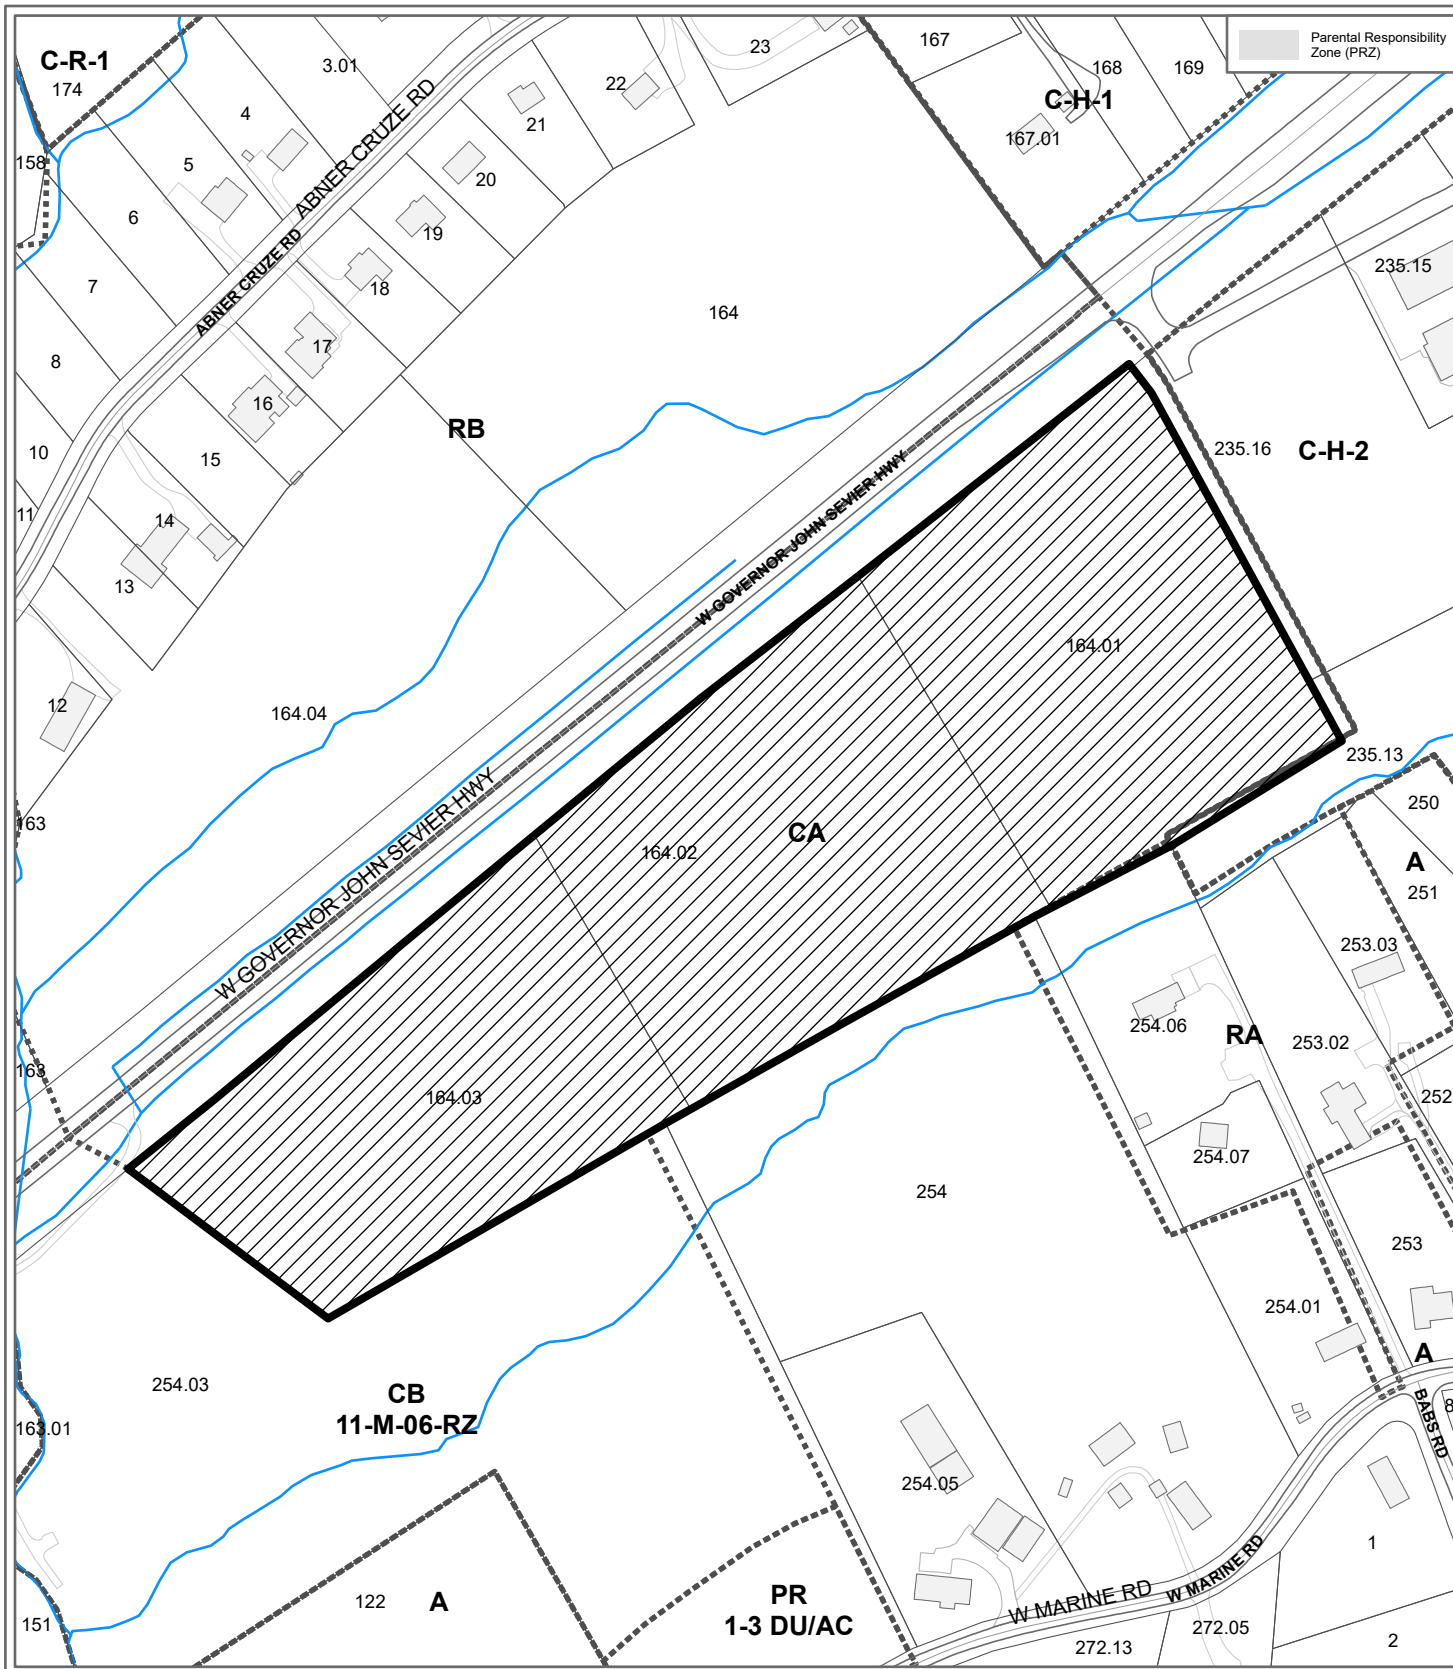 C-R-1
174
3.01
23
167
168
169
Parental Responsibility
Zone (PRZ)
4
22
C-H-1
158
5
21
167.01
ABNER CRUZE RD
6
20
19
ABNER CRUZE RD
18
7
235.15
164
8
17
16
RB
10
15
235.16
C-H-2
11
14
W GOVERNOR JOHN SEVIER HWY
13
164.01
12
164.04
235.13
163
250
CA
164.02
A
251
W GOVERNOR JOHN SEVIER HWY
253.03
254.06
RA
253.02
163
164.03
252
254.07
254
253
254.01
A
254.03
CB
11-M-06-RZ
163.01
BABS RD
8
254.05
1
W MARINE RD
W MARINE RD
PR
1-3 DU/AC
122
A
151
272.13
272.05
2